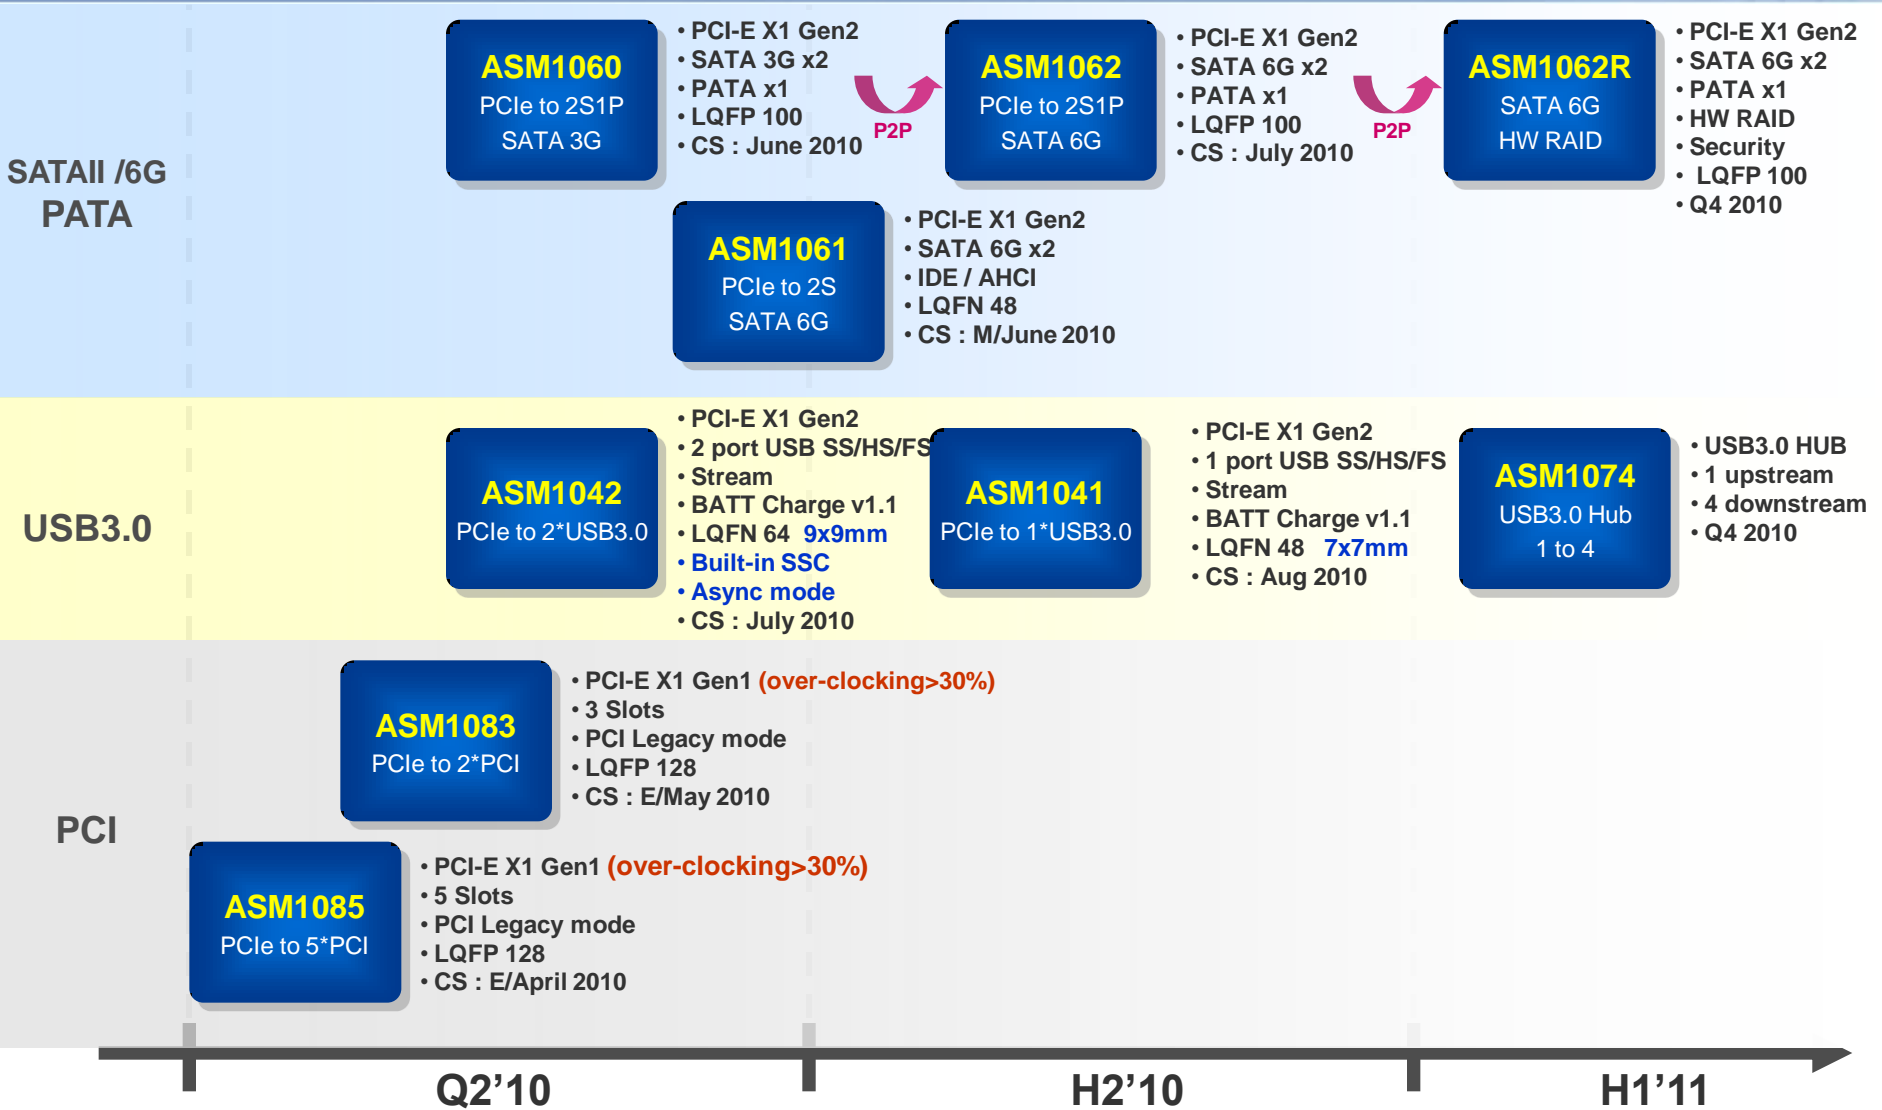 SATAII /6G
PATA
ASM1060
PCIe to 2S1P
SATA 3G
• PCI-E X1 Gen2
• SATA 3G x2
• PATA x1
• LQFP 100
• CS : June 2010
P2P
ASM1062
PCIe to 2S1P
SATA 6G
• PCI-E X1 Gen2
• SATA 6G x2
• PATA x1
• LQFP 100
• CS : July 2010
P2P
ASM1062R
SATA 6G
HW RAID
• PCI-E X1 Gen2
• SATA 6G x2
• PATA x1
• HW RAID
• Security
• LQFP 100
• Q4 2010
ASM1061
PCIe to 2S
SATA 6G
• PCI-E X1 Gen2
• SATA 6G x2
• IDE / AHCI
• LQFN 48
• CS : M/June 2010
USB3.0
ASM1042
PCIe to 2*USB3.0
• PCI-E X1 Gen2
• 2 port USB SS/HS/FS
• Stream
• BATT Charge v1.1
• LQFN 64 9x9mm
• Built-in SSC
• Async mode
• CS : July 2010
ASM1041
PCIe to 1*USB3.0
• PCI-E X1 Gen2
• 1 port USB SS/HS/FS
• Stream
• BATT Charge v1.1
• LQFN 48 7x7mm
• CS : Aug 2010
ASM1074
USB3.0 Hub
1 to 4
• USB3.0 HUB
• 1 upstream
• 4 downstream
• Q4 2010
PCI
ASM1083
PCIe to 2*PCI
• PCI-E X1 Gen1 (over-clocking>30%)
• 3 Slots
• PCI Legacy mode
• LQFP 128
• CS : E/May 2010
ASM1085
PCIe to 5*PCI
• PCI-E X1 Gen1 (over-clocking>30%)
• 5 Slots
• PCI Legacy mode
• LQFP 128
• CS : E/April 2010
Q2’10
H2’10
H1’11